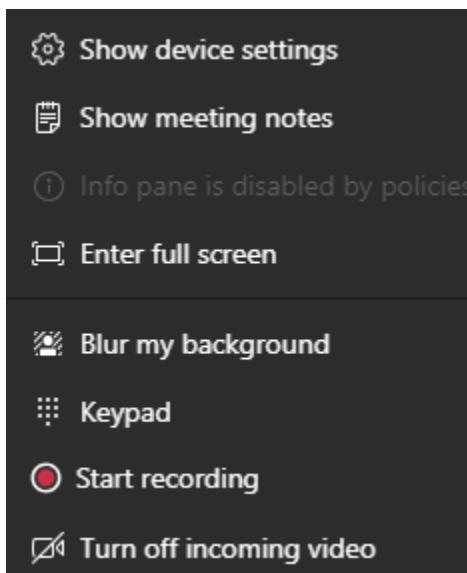 Show device settings
Show meeting notes
Info pane is disabled by policies
Enter full screen
Blur my background
Keypad
Start recording
Turn off incoming video